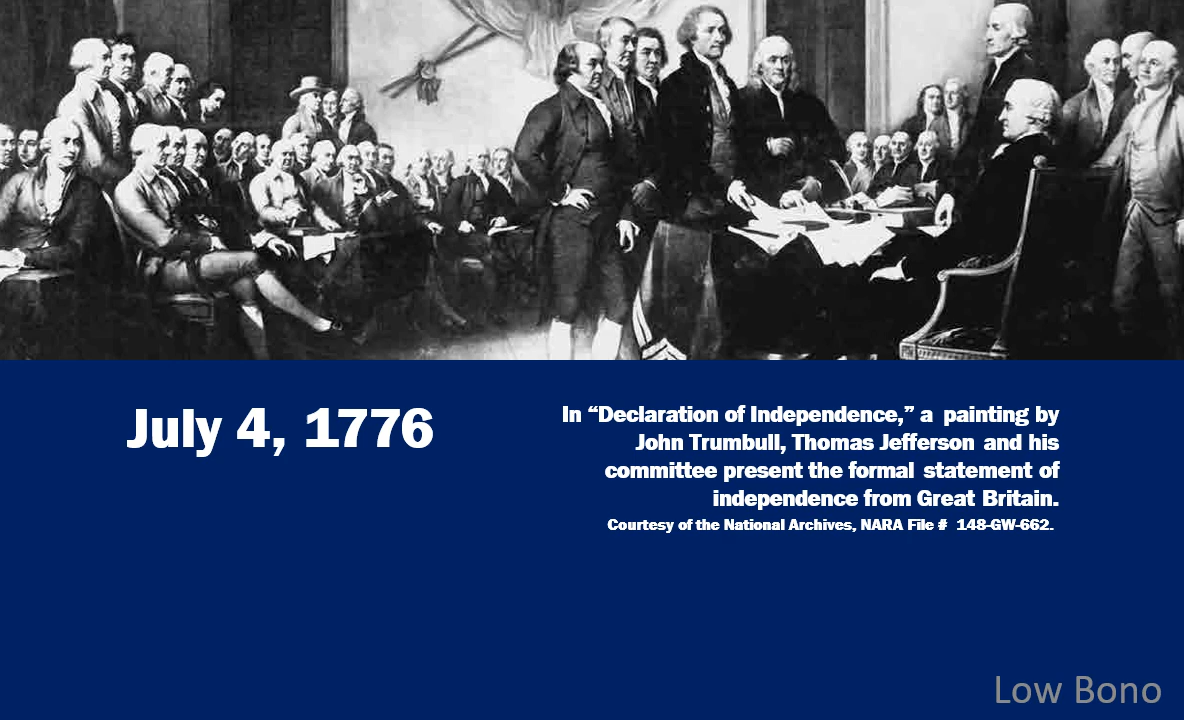 July 4, 1776
In “Declaration of Independence,” a painting by
John Trumbull, Thomas Jefferson and his
committee present the formal statement of
independence from Great Britain.
Courtesy of the National Archives, NARA File # 148-GW-662.
Low Bono